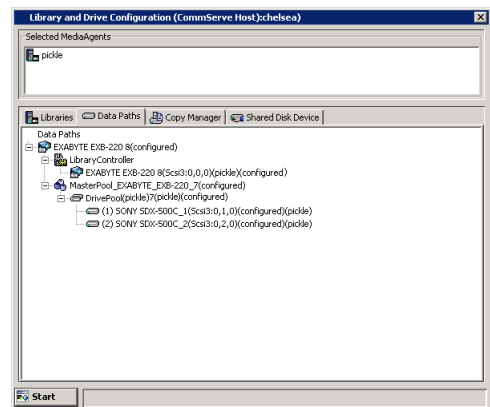 Library and Drive Configuration (CommServe Host):chelsea)
Selected MediaAgents
pickle
Libraries Data Paths Copy Manager Shared Disk Device
Data Paths
EXABYTE EXB-220 8(configured)
LibraryController
EXABYTE EXB-220 8(Scsi3:0,0,0)(pickle)(configured)
MasterPool_EXABYTE_EXB-220_7(configured)
DrivePool(pickle)7(pickle)(configured)
(1) SONY SDX-500C_1(Scsi3:0,1,0)(configured)(pickle)
(2) SONY SDX-500C_2(Scsi3:0,2,0)(configured)(pickle)
Start